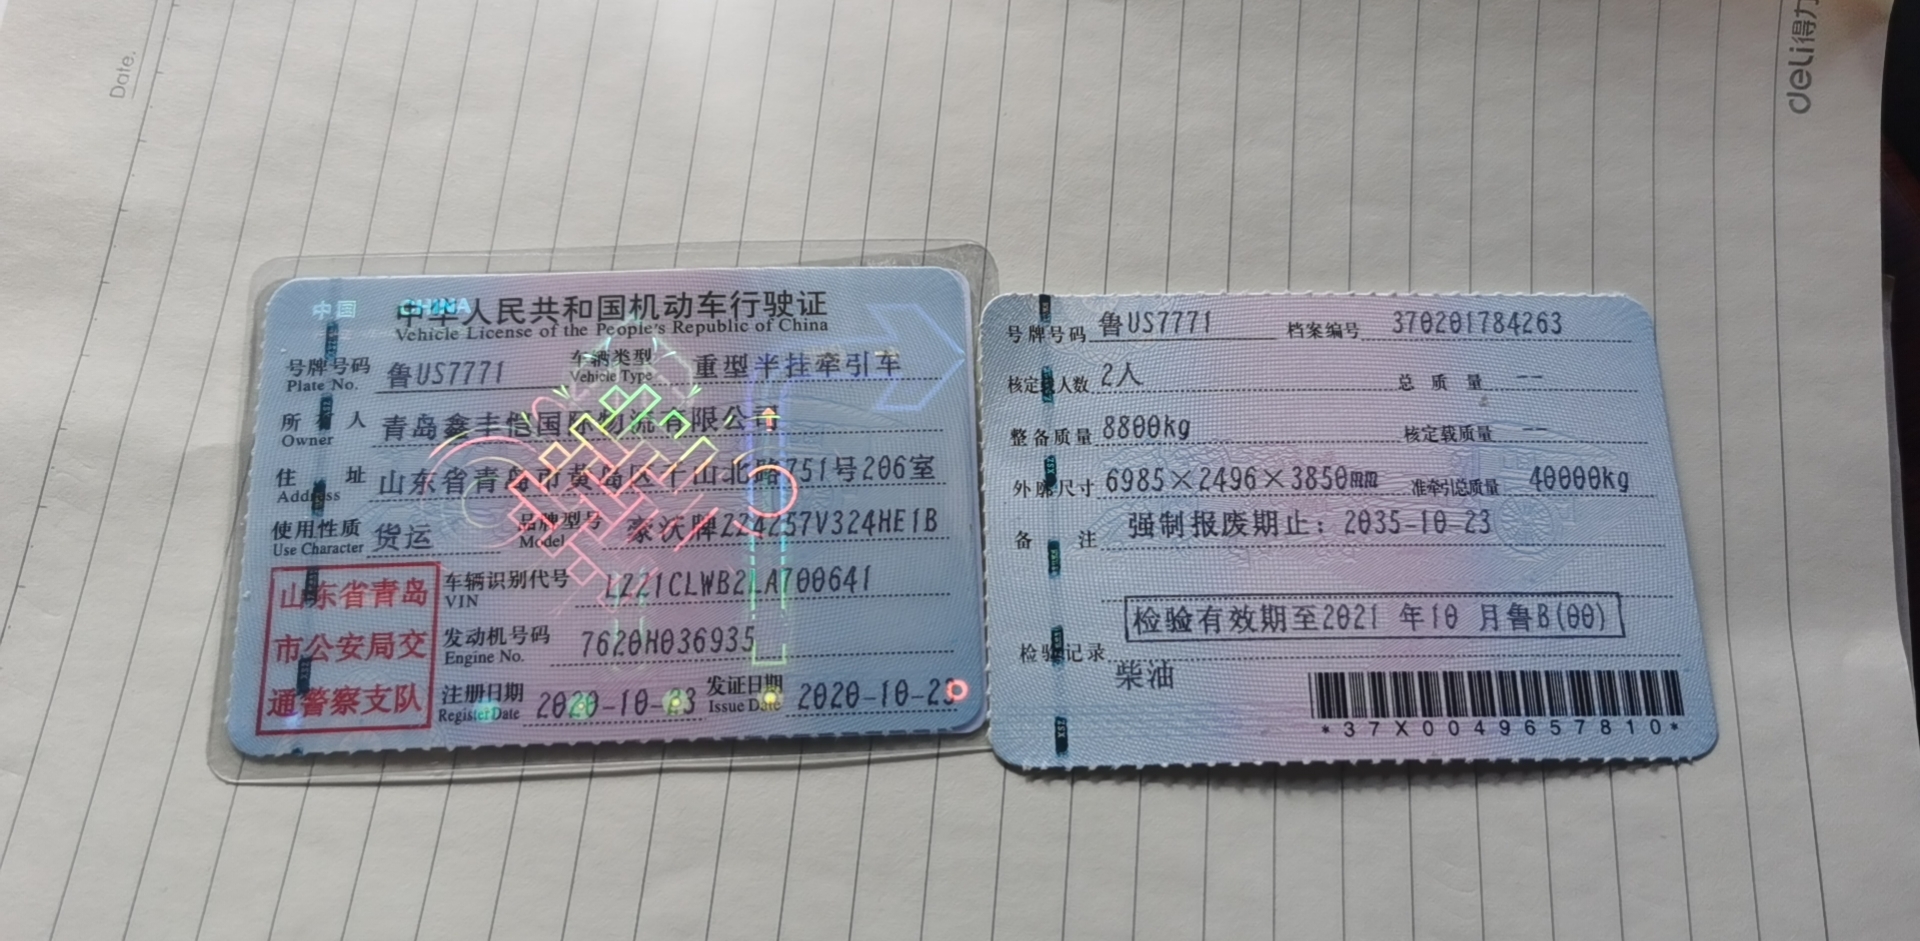 Date.
deli得力
中国 CHINA
中华人民共和国机动车行驶证
Vehicle License of the People's Republic of China
号牌号码 鲁US7771 车辆类型 重型半挂牵引车
Plate No. Vehicle Type
所有人 青岛鑫丰恺国际物流有限公司
Owner
住址 山东省青岛市黄岛区千山北路751号206室
Address
使用性质 货运 品牌型号 豪沃牌ZZ4257V324HE1B
Use Character Model
山东省青岛
市公安局交
通警察支队
车辆识别代号 LZZ1CLWB2LA700641
VIN
发动机号码 7620H036935
Engine No.
注册日期 2020-10-23 发证日期 2020-10-23
Register Date Issue Date
号牌号码 鲁US7771 档案编号 370201784263
核定载人数 2人 总质量 --
整备质量 8800kg 核定载质量 --
外廓尺寸 6985×2496×3850mm 准牵引总质量 40000kg
备注 强制报废期止:2035-10-23
检验有效期至2021 年10 月鲁B(00)
检验记录
柴油
*37X0049657810*